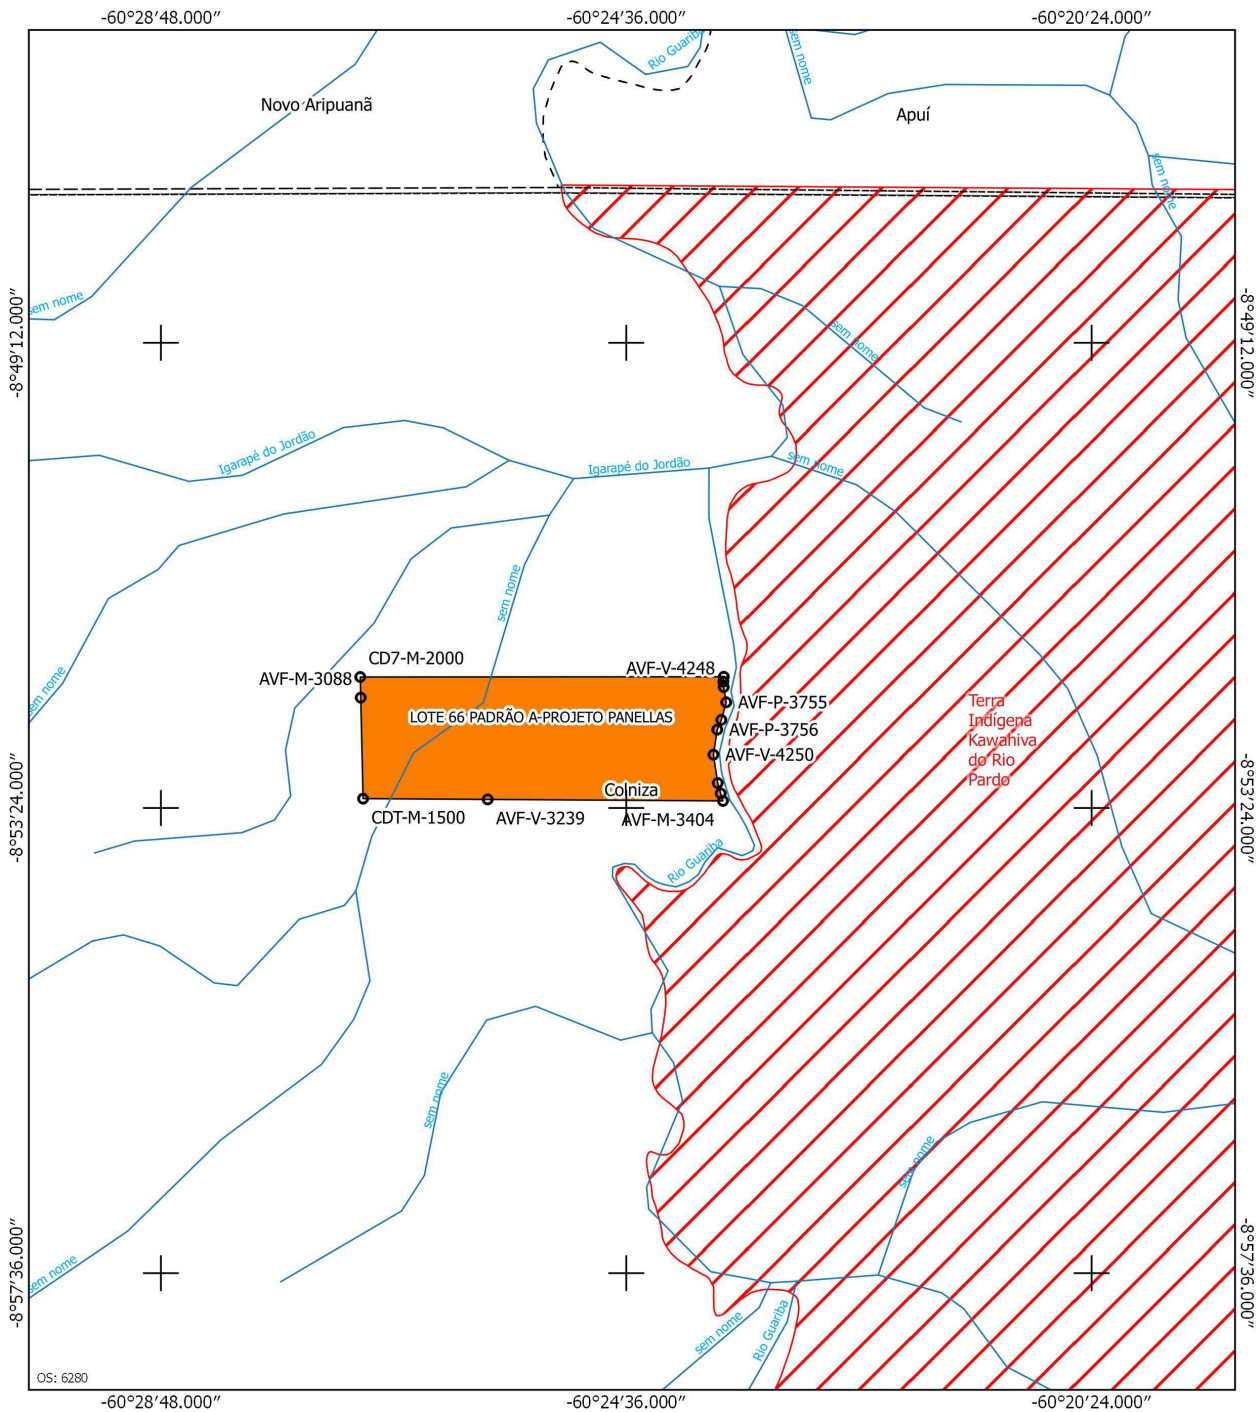 -60°28′48.000″
-60°24′36.000″
-60°20′24.000″
Rio Guariba
sem nome
Novo Aripuanã
Apuí
sem nome
sem nome
-8°49′12.000″
-8°49′12.000″
sem nome
Igarapé do Jordão
Igarapé do Jordão
sem nome
sem nome
sem nome
CD7-M-2000
AVF-M-3088
AVF-V-4248
AVF-P-3755
AVF-P-3756
AVF-V-4250
LOTE 66 PADRÃO A-PROJETO PANELLAS
Terra
Indígena
Kawahiva
do Rio
Pardo
Colniza
CDT-M-1500
AVF-V-3239
AVF-M-3404
-8°53′24.000″
-8°53′24.000″
Rio Guariba
sem nome
sem nome
sem nome
-8°57′36.000″
-8°57′36.000″
sem nome
Rio Guariba
OS: 6280
-60°28′48.000″
-60°24′36.000″
-60°20′24.000″